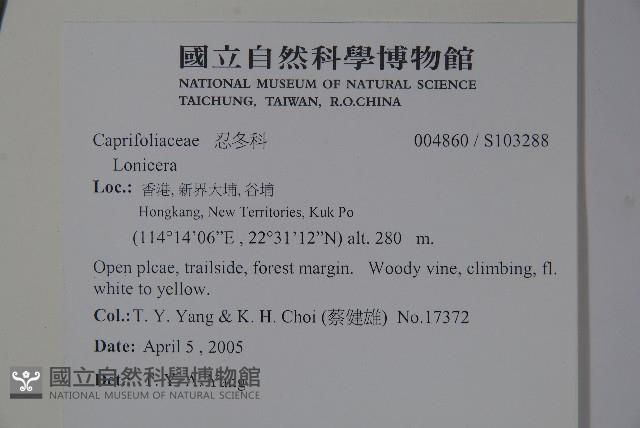 國立自然科學博物館
NATIONAL MUSEUM OF NATURAL SCIENCE
TAICHUNG, TAIWAN, R.O.CHINA
Caprifoliaceae 忍冬科 004860 / S103288
Lonicera
Loc.: 香港, 新界大埔, 谷埔
Hongkang, New Territories, Kuk Po
(114°14’06”E , 22°31’12”N) alt. 280 m.
Open plcae, trailside, forest margin. Woody vine, climbing, fl.
white to yellow.
Col.: T. Y. Yang & K. H. Choi (蔡健雄) No.17372
Date: April 5 , 2005
國立自然科學博物館
NATIONAL MUSEUM OF NATURAL SCIENCE